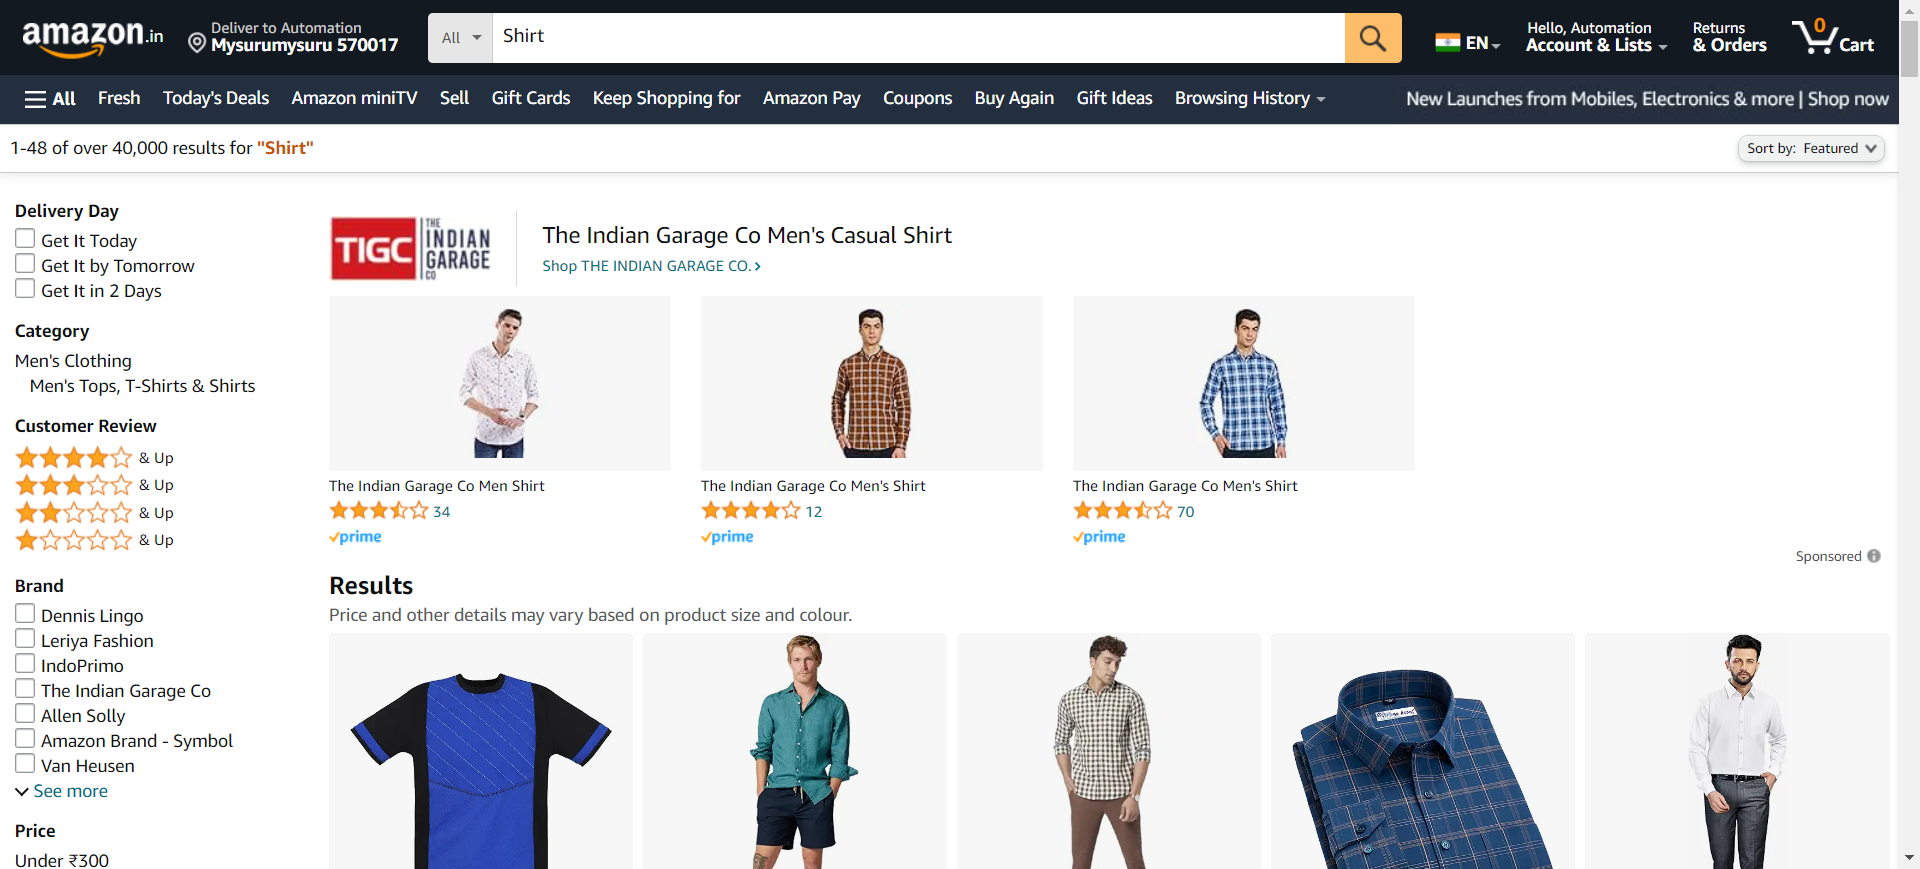 amazon.in
Deliver to Automation
Mysurumysuru 570017
All
Shirt
EN
Hello, Automation
Account & Lists
Returns
& Orders
0
Cart
All
Fresh
Today's Deals
Amazon miniTV
Sell
Gift Cards
Keep Shopping for
Amazon Pay
Coupons
Buy Again
Gift Ideas
Browsing History
New Launches from Mobiles, Electronics & more | Shop now
1-48 of over 40,000 results for "Shirt"
Sort by: Featured
Delivery Day
Get It Today
Get It by Tomorrow
Get It in 2 Days
Category
Men's Clothing
Men's Tops, T-Shirts & Shirts
Customer Review
& Up
& Up
& Up
& Up
Brand
Dennis Lingo
Leriya Fashion
IndoPrimo
The Indian Garage Co
Allen Solly
Amazon Brand - Symbol
Van Heusen
See more
Price
Under ₹300
TIGC
THE
INDIAN
GARAGE
CO
The Indian Garage Co Men's Casual Shirt
Shop THE INDIAN GARAGE CO.
The Indian Garage Co Men Shirt
34
prime
The Indian Garage Co Men's Shirt
12
prime
The Indian Garage Co Men's Shirt
70
prime
Sponsored
Results
Price and other details may vary based on product size and colour.